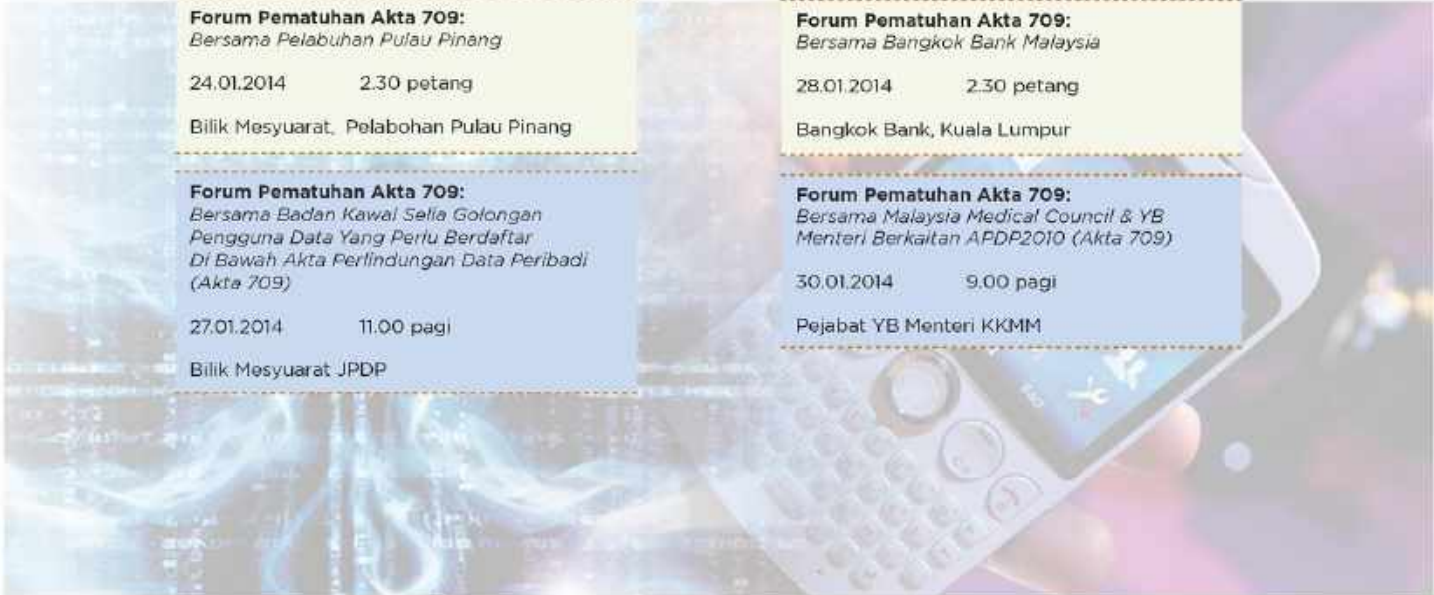 Forum Pematuhan Akta 709:
Bersama Pelabuhan Pulau Pinang
24.01.2014 2.30 petang
Bilik Mesyuarat, Pelabohan Pulau Pinang
Forum Pematuhan Akta 709:
Bersama Badan Kawal Selia Golongan
Pengguna Data Yang Perlu Berdaftar
Di Bawah Akta Perlindungan Data Peribadi
(Akta 709)
27.01.2014 11.00 pagi
Bilik Mesyuarat JPDP
Forum Pematuhan Akta 709:
Bersama Bangkok Bank Malaysia
28.01.2014 2.30 petang
Bangkok Bank, Kuala Lumpur
Forum Pematuhan Akta 709:
Bersama Malaysia Medical Council & YB
Menteri Berkaitan APDP2010 (Akta 709)
30.01.2014 9.00 pagi
Pejabat YB Menteri KKMM